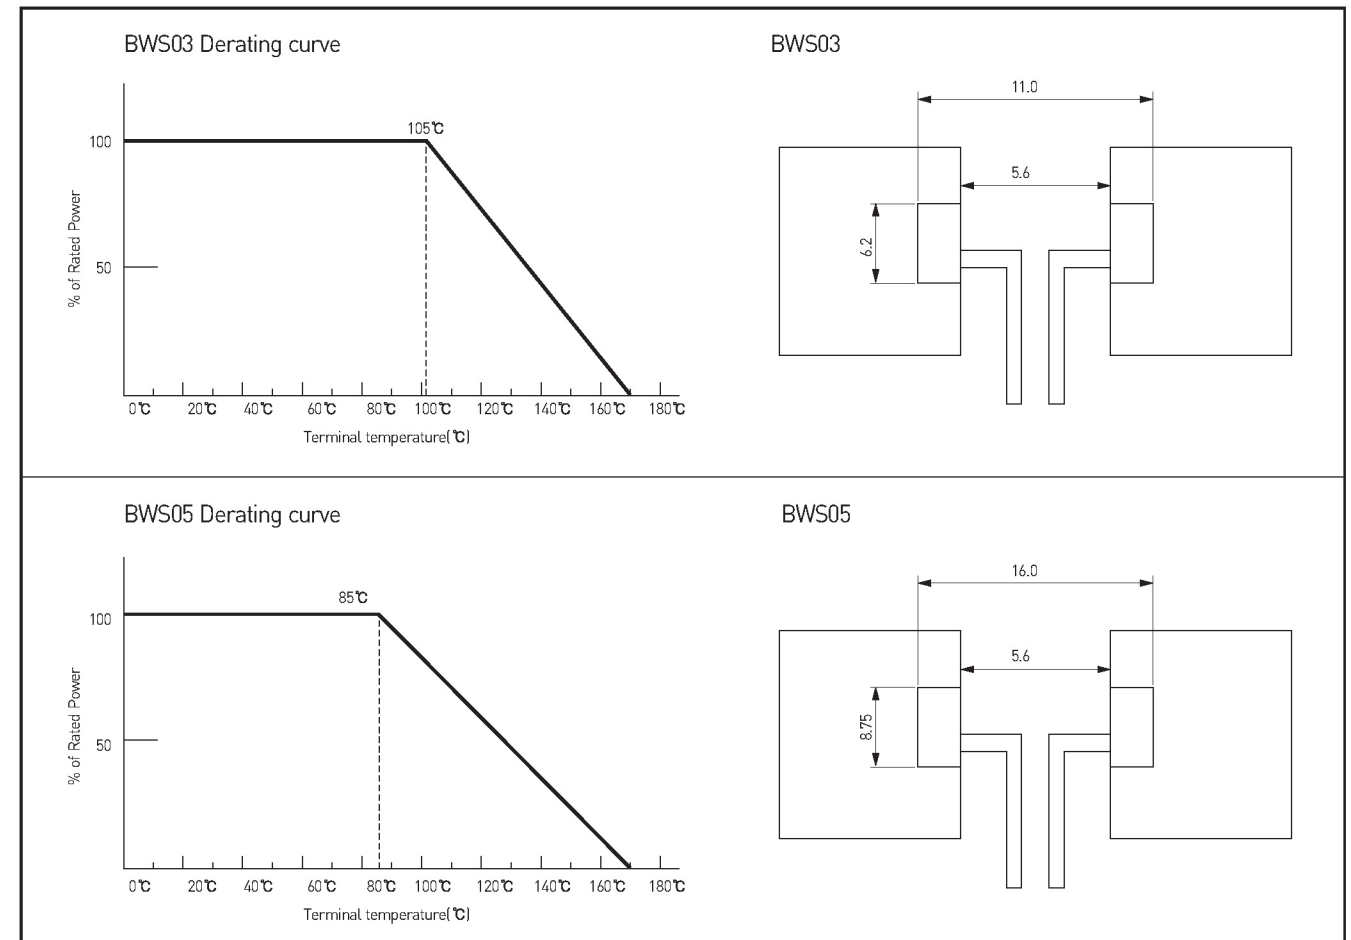 BWS03 Derating curve
BWS03
11.0
105℃
100
5.6
6.2
% of Rated Power
50
0℃ 20℃ 40℃ 60℃ 80℃ 100℃ 120℃ 140℃ 160℃ 180℃
Terminal temperature(℃)
BWS05 Derating curve
BWS05
16.0
85℃
100
5.6
8.75
% of Rated Power
50
0℃ 20℃ 40℃ 60℃ 80℃ 100℃ 120℃ 140℃ 160℃ 180℃
Terminal temperature(℃)